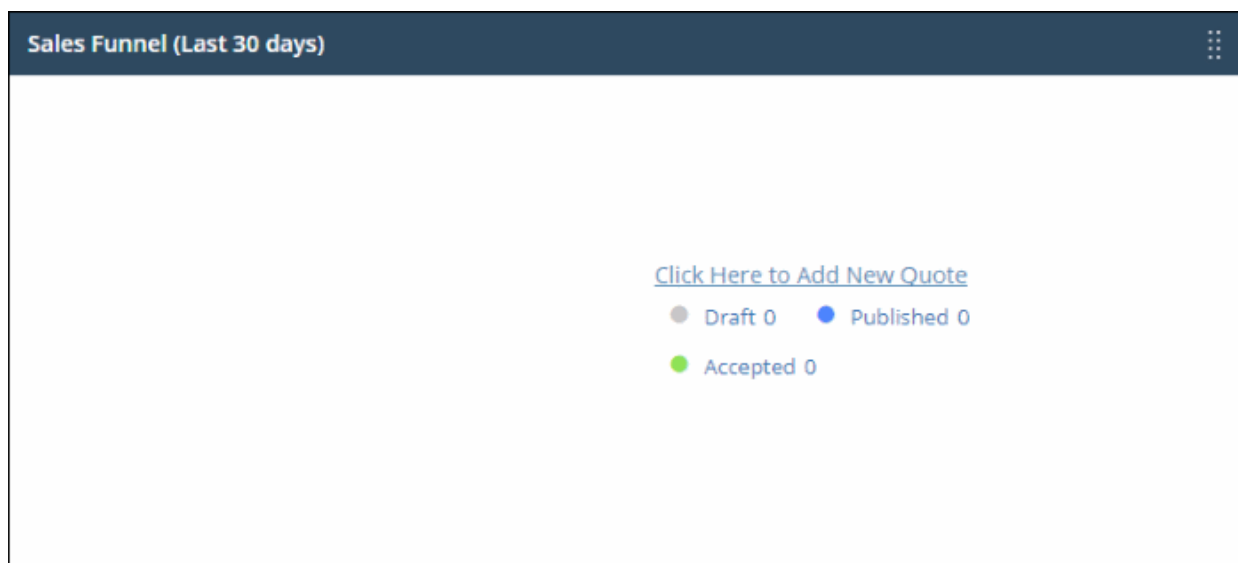 Sales Funnel (Last 30 days)
Click Here to Add New Quote
Draft 0 Published 0
Accepted 0